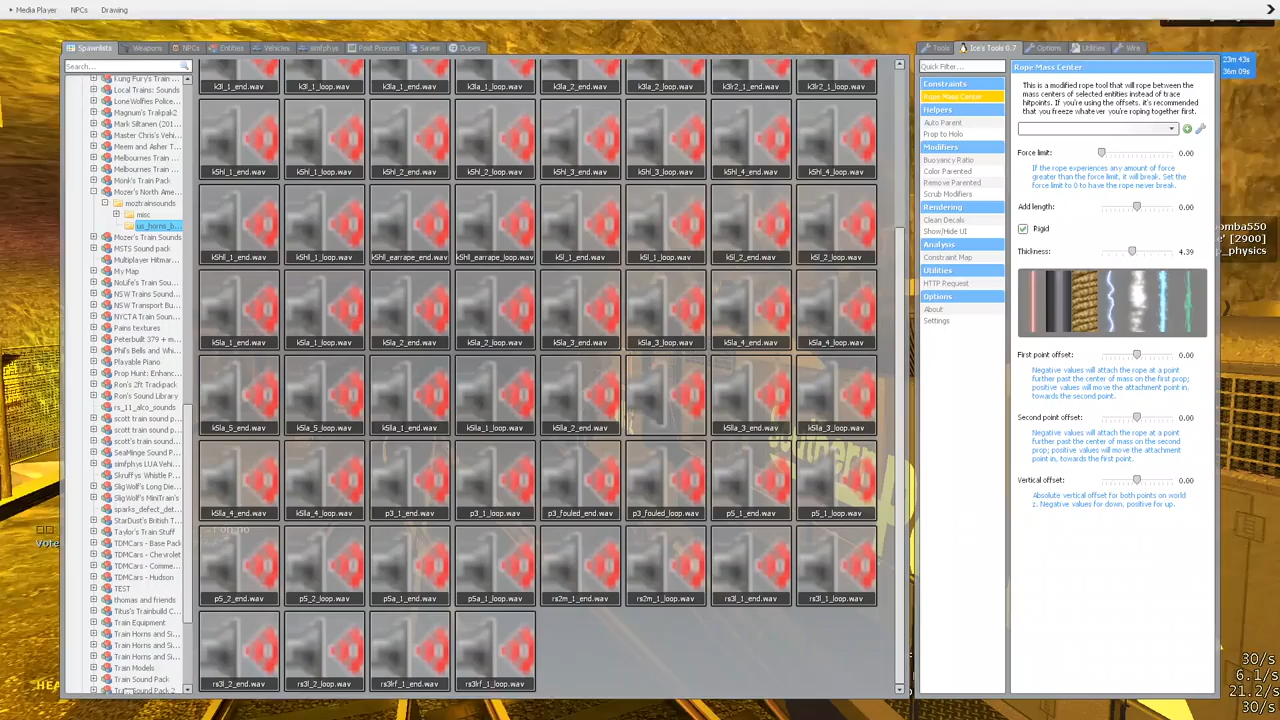 Media Player NPCs Drawing
Spawnlists Weapons NPCs Entities Vehicles simfphys Post Process Saves Dupes
Search...
Kung Fury's Train ...
Local Trains: Sounds
LoneWolfies Police...
Magnum's Trakpak2
Mark Siltanen (201...
Master Chris's Vehi...
Meem and Asher T...
Melbournes Train ...
Melbournes Train ...
Monk's Train Pack
Mozer's North Ame...
moztrainsounds
misc
us_horns_b...
Mozer's Train Sounds
MSTS Sound pack
Multiplayer Hitmar...
My Map
NoLife's Train Sou...
NSW Trains Sound...
NSW Transport Bu...
NYCTA Train Soun...
Pains textures
Peterbuilt 379 + m...
Phil's Bells and Whi...
Playable Piano
Prop Hunt: Enhanc...
Ron's 2ft Trackpack
Ron's Sound Library
rs_11_alco_sounds
scott train sound p...
scott train sound p...
scott's train sound...
SeaMinge Sound P...
simfphys LUA Vehi...
Skruffys Whistle P...
SligWolf's Long Die...
SligWolf's MiniTrain's
sparks_defect_det...
StarDust's British T...
Taylor's Train Stuff
TDMCars - Base Pack
TDMCars - Chevrolet
TDMCars - Comme...
TDMCars - Hudson
TEST
thomas and friends
Titus's Trainbuild C...
Train Equipment
Train Horns and Si...
Train Horns and Si...
Train Horns and Si...
Train Models
Train Sound Pack
Train Sound Pack 2
k3l_1_end.wav k3l_1_loop.wav k3la_1_end.wav k3la_1_loop.wav k3la_2_end.wav k3la_2_loop.wav k3lr2_1_end.wav k3lr2_1_loop.wav
k5hl_1_end.wav k5hl_1_loop.wav k5hl_2_end.wav k5hl_2_loop.wav k5hl_3_end.wav k5hl_3_loop.wav k5hl_4_end.wav k5hl_4_loop.wav
k5hll_1_end.wav k5hll_1_loop.wav k5hll_earrape_end.wav k5hll_earrape_loop.wav k5l_1_end.wav k5l_1_loop.wav k5l_2_end.wav k5l_2_loop.wav
k5la_1_end.wav k5la_1_loop.wav k5la_2_end.wav k5la_2_loop.wav k5la_3_end.wav k5la_3_loop.wav k5la_4_end.wav k5la_4_loop.wav
k5la_5_end.wav k5la_5_loop.wav k5lla_1_end.wav k5lla_1_loop.wav k5lla_2_end.wav k5lla_2_loop.wav k5lla_3_end.wav k5lla_3_loop.wav
k5lla_4_end.wav k5lla_4_loop.wav p3_1_end.wav p3_1_loop.wav p3_fouled_end.wav p3_fouled_loop.wav p5_1_end.wav p5_1_loop.wav
p5_2_end.wav p5_2_loop.wav p5a_1_end.wav p5a_1_loop.wav rs2m_1_end.wav rs2m_1_loop.wav rs3l_1_end.wav rs3l_1_loop.wav
rs3l_2_end.wav rs3l_2_loop.wav rs3lrf_1_end.wav rs3lrf_1_loop.wav
Tools Ice's Tools 0.7 Options Utilities Wire
Quick Filter...
Constraints
Rope Mass Center
Helpers
Auto Parent
Prop to Holo
Modifiers
Buoyancy Ratio
Color Parented
Remove Parented
Scrub Modifiers
Rendering
Clean Decals
Show/Hide UI
Analysis
Constraint Map
Utilities
HTTP Request
Options
About
Settings
Rope Mass Center
This is a modified rope tool that will rope between the
mass centers of selected entities instead of trace
hitpoints. If you're using the offsets, it's recommended
that you freeze whatever you're roping together first.
Force limit: 0.00
If the rope experiences any amount of force
greater than the force limit, it will break. Set the
force limit to 0 to have the rope never break.
Add length: 0.00
Rigid
Thickness: 4.39
First point offset: 0.00
Negative values will attach the rope at a point
further past the center of mass on the first prop;
positive values will move the attachment point in,
towards the second point.
Second point offset: 0.00
Negative values will attach the rope at a point
further past the center of mass on the second
prop; positive values will move the attachment
point in, towards the first point.
Vertical offset: 0.00
Absolute vertical offset for both points on world
z. Negative values for down, positive for up.
23m 43s
36m 09s
omba550
e' [2900]
p_physics
Vote
HEA
30/s
6.1/s
21.2/s
30/s